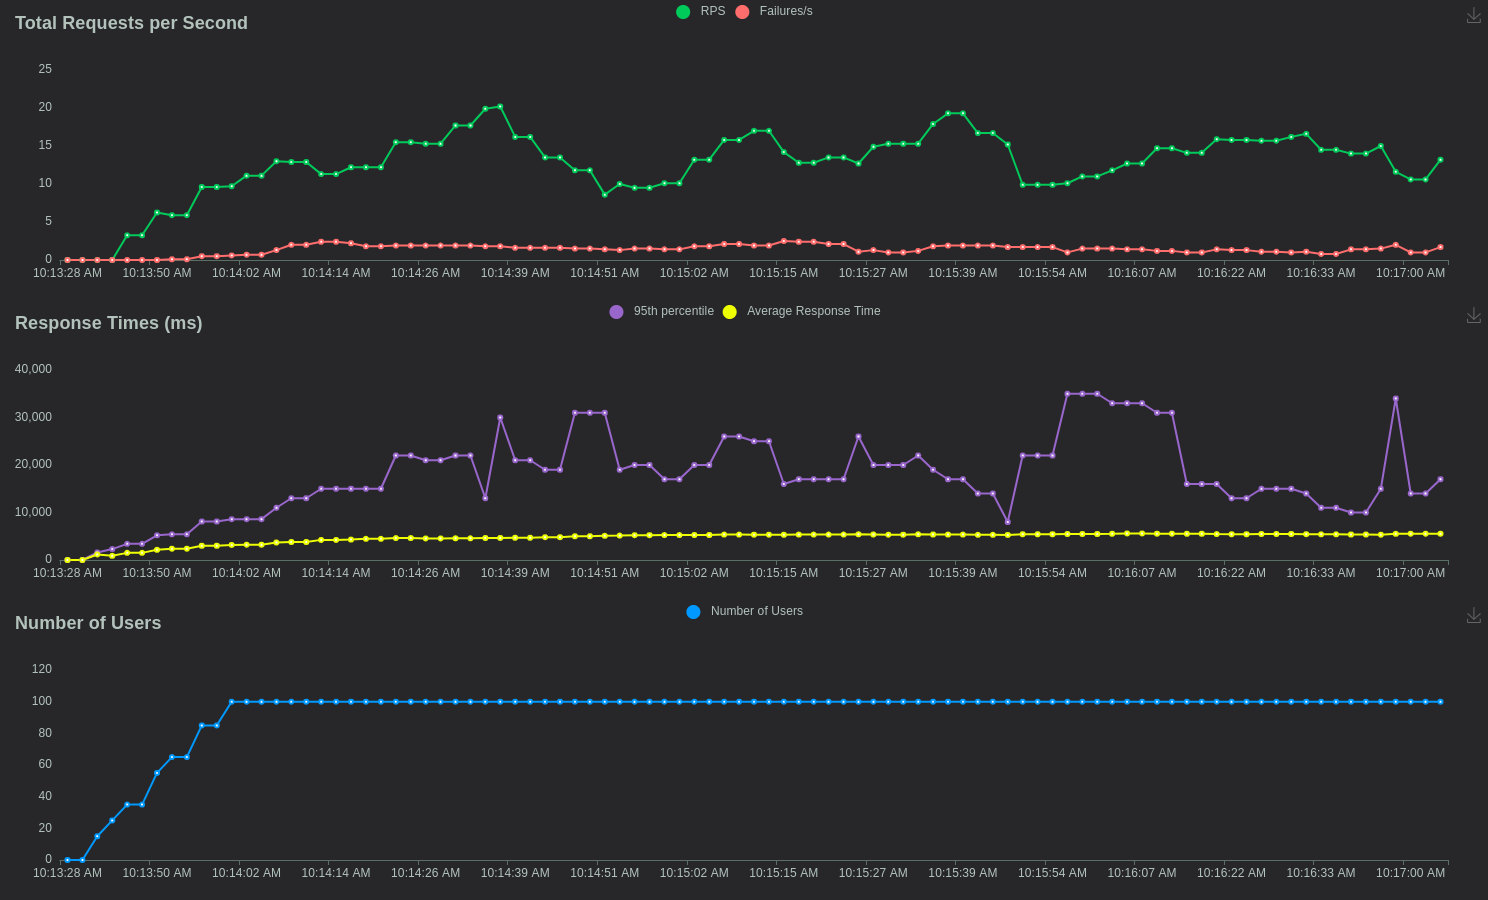 Total Requests per Second
RPS Failures/s
25
20
15
10
5
0
10:13:28 AM 10:13:50 AM 10:14:02 AM 10:14:14 AM 10:14:26 AM 10:14:39 AM 10:14:51 AM 10:15:02 AM 10:15:15 AM 10:15:27 AM 10:15:39 AM 10:15:54 AM 10:16:07 AM 10:16:22 AM 10:16:33 AM 10:17:00 AM
Response Times (ms)
95th percentile Average Response Time
40,000
30,000
20,000
10,000
0
10:13:28 AM 10:13:50 AM 10:14:02 AM 10:14:14 AM 10:14:26 AM 10:14:39 AM 10:14:51 AM 10:15:02 AM 10:15:15 AM 10:15:27 AM 10:15:39 AM 10:15:54 AM 10:16:07 AM 10:16:22 AM 10:16:33 AM 10:17:00 AM
Number of Users
Number of Users
120
100
80
60
40
20
0
10:13:28 AM 10:13:50 AM 10:14:02 AM 10:14:14 AM 10:14:26 AM 10:14:39 AM 10:14:51 AM 10:15:02 AM 10:15:15 AM 10:15:27 AM 10:15:39 AM 10:15:54 AM 10:16:07 AM 10:16:22 AM 10:16:33 AM 10:17:00 AM